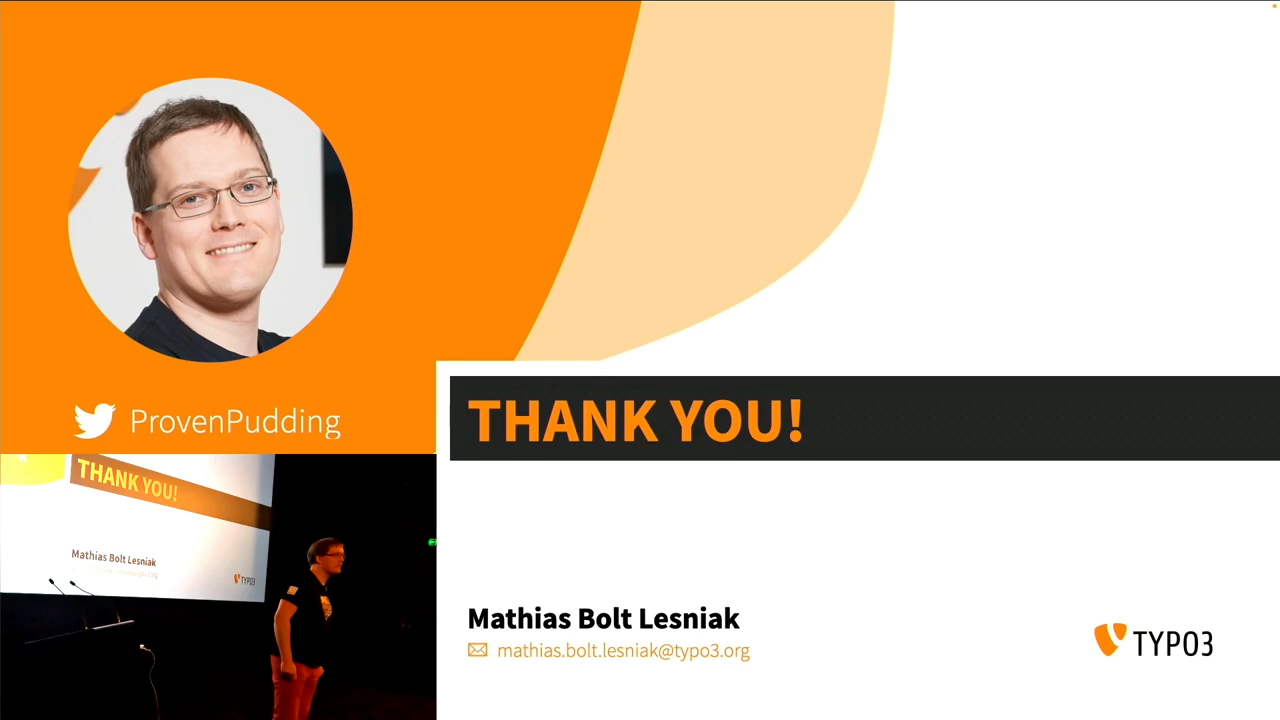 ProvenPudding
THANK YOU!
Mathias Bolt Lesniak
mathias.bolt.lesniak@typo3.org
TYPO3
THANK YOU!
Mathias Bolt Lesniak
TYPO3